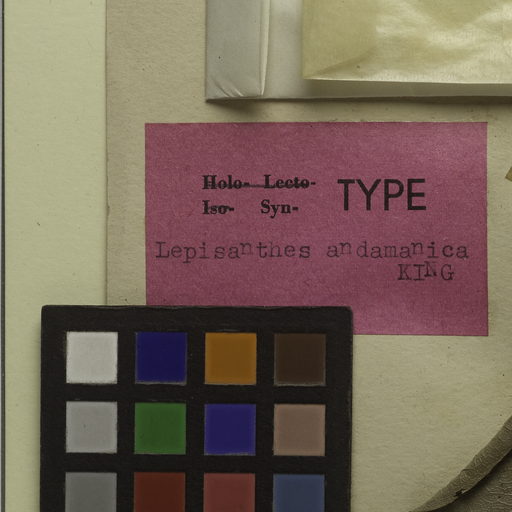 Holo- Lecto-
Iso- Syn- TYPE
Lepisanthes andamanica
KING